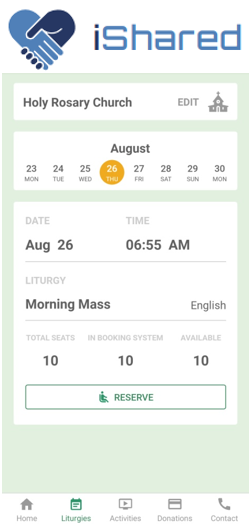 iShared
Holy Rosary Church EDIT
August
23 24 25 26 27 28 29 30
MON TUE WED THU FRI SAT SUN MON
DATE TIME
Aug 26 06:55 AM
LITURGY
Morning Mass English
TOTAL SEATS IN BOOKING SYSTEM AVAILABLE
10 10 10
RESERVE
Home Liturgies Activities Donations Contact